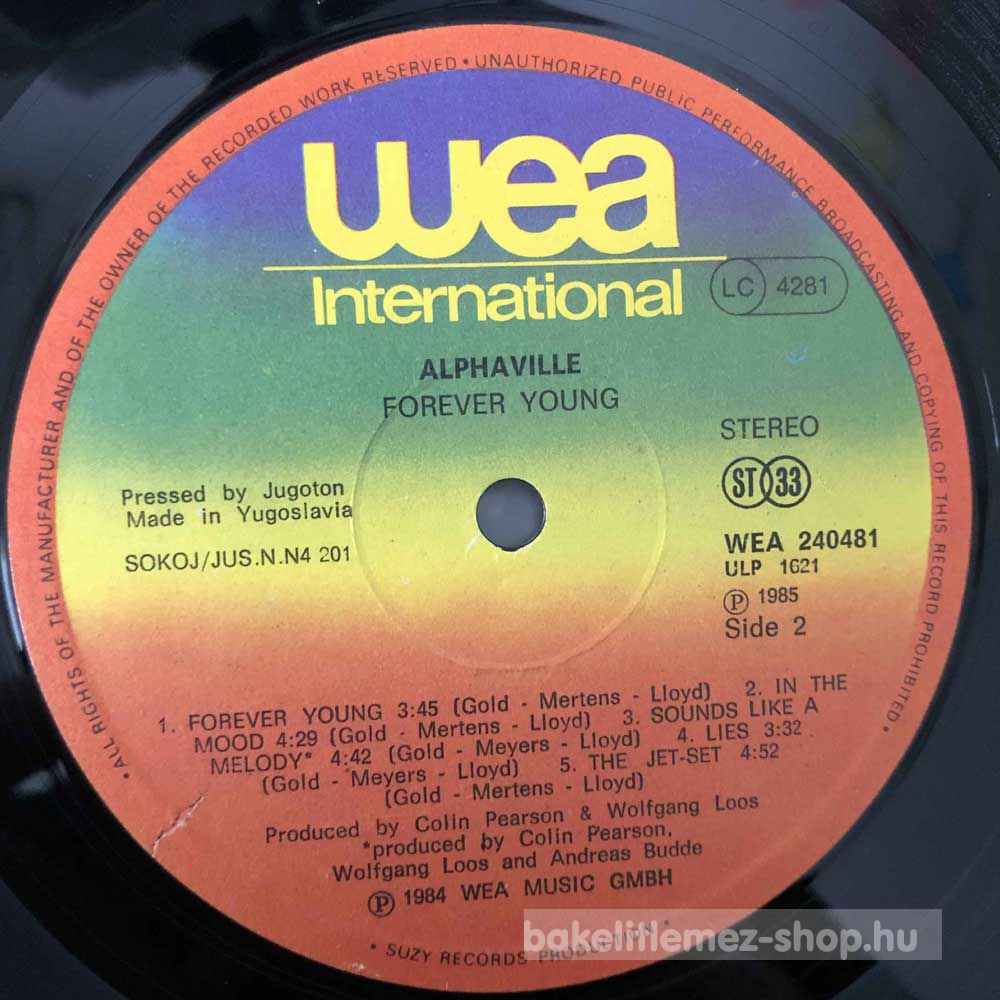 • ALL RIGHTS OF THE MANUFACTURER AND OF THE OWNER OF THE RECORDED WORK RESERVED • UNAUTHORIZED PUBLIC PERFORMANCE BROADCASTING AND COPYING OF THIS RECORD PROHIBITED •
wea
International
LC 4281
ALPHAVILLE
FOREVER YOUNG
STEREO
ST 33
Pressed by Jugoton
Made in Yugoslavia
SOKOJ/JUS.N.N4 201
WEA 240481
ULP 1621
Ⓟ 1985
Side 2
1. FOREVER YOUNG 3:45 (Gold - Mertens - Lloyd) 2. IN THE
MOOD 4:29 (Gold - Mertens - Lloyd) 3. SOUNDS LIKE A
MELODY* 4:42 (Gold - Meyers - Lloyd) 4. LIES 3:32
(Gold - Meyers - Lloyd) 5. THE JET-SET 4:52
(Gold - Mertens - Lloyd)
Produced by Colin Pearson & Wolfgang Loos
*produced by Colin Pearson,
Wolfgang Loos and Andreas Budde
Ⓟ 1984 WEA MUSIC GMBH
• SUZY RECORDS PRODUCTION •
bakelitlemez-shop.hu